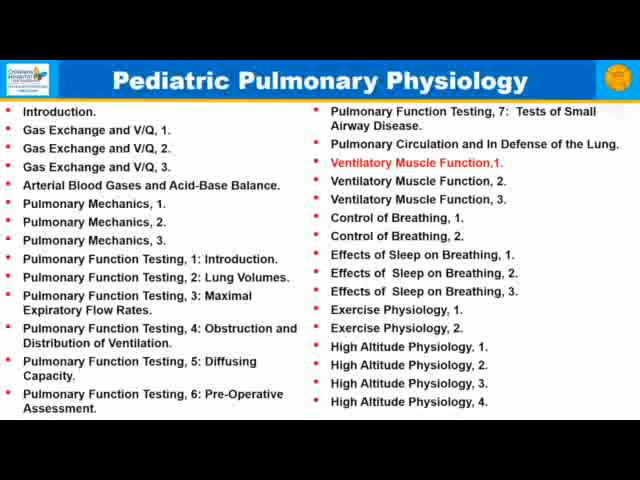 Pediatric Pulmonary Physiology
Introduction.
Gas Exchange and V/Q, 1.
Gas Exchange and V/Q, 2.
Gas Exchange and V/Q, 3.
Arterial Blood Gases and Acid-Base Balance.
Pulmonary Mechanics, 1.
Pulmonary Mechanics, 2.
Pulmonary Mechanics, 3.
Pulmonary Function Testing, 1: Introduction.
Pulmonary Function Testing, 2: Lung Volumes.
Pulmonary Function Testing, 3: Maximal
Expiratory Flow Rates.
Pulmonary Function Testing, 4: Obstruction and
Distribution of Ventilation.
Pulmonary Function Testing, 5: Diffusing
Capacity.
Pulmonary Function Testing, 6: Pre-Operative
Assessment.
Pulmonary Function Testing, 7: Tests of Small
Airway Disease.
Pulmonary Circulation and In Defense of the Lung.
Ventilatory Muscle Function,1.
Ventilatory Muscle Function, 2.
Ventilatory Muscle Function, 3.
Control of Breathing, 1.
Control of Breathing, 2.
Effects of Sleep on Breathing, 1.
Effects of Sleep on Breathing, 2.
Effects of Sleep on Breathing, 3.
Exercise Physiology, 1.
Exercise Physiology, 2.
High Altitude Physiology, 1.
High Altitude Physiology, 2.
High Altitude Physiology, 3.
High Altitude Physiology, 4.